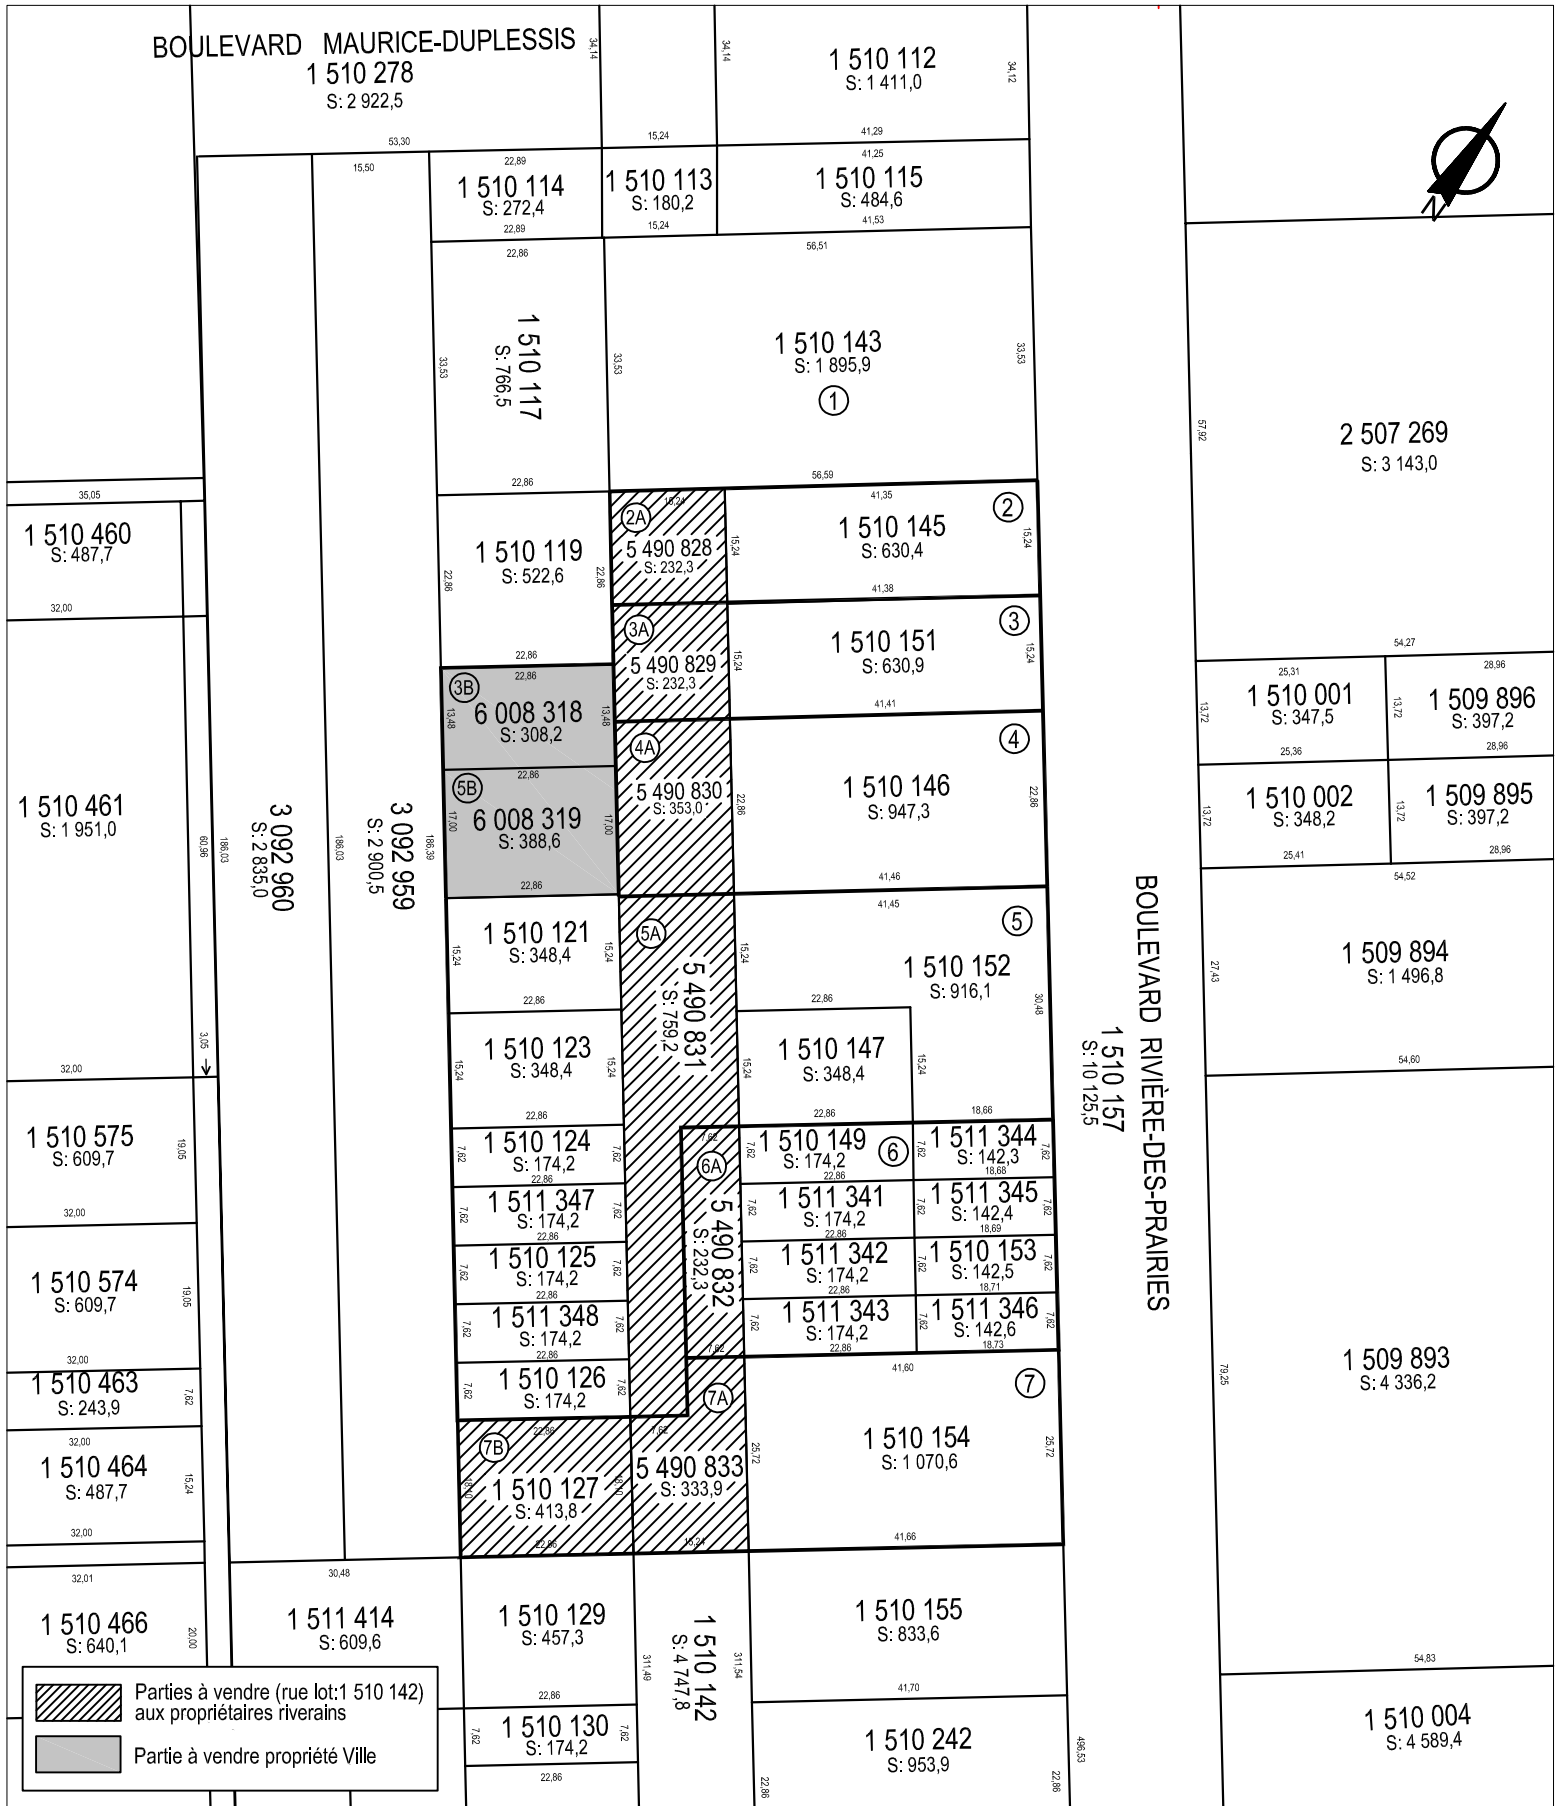 BOULEVARD MAURICE-DUPLESSIS
1 510 278
S: 2 922,5
34,14
34,14
1 510 112
S: 1 411,0
34,12
53,30
15,24
41,29
15,50
22,89
1 510 114
S: 272,4
22,89
1 510 113
S: 180,2
15,24
41,25
1 510 115
S: 484,6
41,53
N
22,86
1 510 117
S: 766,5
33,53
22,86
56,51
33,53
1 510 143
S: 1 895,9
1
33,53
56,59
57,92
2 507 269
S: 3 143,0
54,27
35,05
1 510 460
S: 487,7
32,00
1 510 119
S: 522,6
22,86
22,86
22,86
15,24
2A
5 490 828
S: 232,3
15,24
41,35
1 510 145
S: 630,4
2
15,24
41,38
3A
5 490 829
S: 232,3
15,24
1 510 151
S: 630,9
3
15,24
41,41
22,86
3B
13,48
6 008 318
S: 308,2
13,48
22,86
5B
17,00
6 008 319
S: 388,6
17,00
22,86
4A
5 490 830
S: 353,0
22,86
1 510 146
S: 947,3
4
22,86
41,46
25,31
1 510 001
S: 347,5
13,72
13,72
25,36
28,96
1 509 896
S: 397,2
28,96
1 510 002
S: 348,2
13,72
13,72
25,41
1 509 895
S: 397,2
28,96
1 510 461
S: 1 951,0
60,96
186,03
3 092 960
S: 2 835,0
186,03
3 092 959
S: 2 900,5
186,39
3,05
32,00
1 510 121
S: 348,4
15,24
15,24
22,86
5A
5 490 831
S: 759,2
15,24
41,45
5
1 510 152
S: 916,1
30,48
22,86
18,66
BOULEVARD RIVIÈRE-DES-PRAIRIES
1 510 157
S: 10 125,5
54,52
27,43
1 509 894
S: 1 496,8
54,60
1 510 123
S: 348,4
15,24
22,86
15,24
1 510 147
S: 348,4
15,24
22,86
1 510 575
S: 609,7
19,05
32,00
7,62
1 510 124
S: 174,2
7,62
22,86
7,62
6A
5 490 832
S: 232,3
7,62
7,62
1 510 149
S: 174,2
6
22,86
7,62
1 511 344
S: 142,3
7,62
18,68
7,62
1 511 347
S: 174,2
7,62
22,86
7,62
1 511 341
S: 174,2
22,86
7,62
1 511 345
S: 142,4
7,62
18,69
1 510 574
S: 609,7
19,05
32,00
7,62
1 510 125
S: 174,2
7,62
22,86
7,62
1 511 342
S: 174,2
22,86
7,62
1 510 153
S: 142,5
7,62
18,71
7,62
1 511 348
S: 174,2
7,62
22,86
7,62
1 511 343
S: 174,2
22,86
7,62
1 511 346
S: 142,6
7,62
18,73
1 510 463
S: 243,9
7,62
32,00
7,62
1 510 126
S: 174,2
7,62
22,86
7A
7,62
5 490 833
S: 333,9
15,24
25,72
41,60
7
1 510 154
S: 1 070,6
25,72
41,66
79,25
1 509 893
S: 4 336,2
54,83
1 510 464
S: 487,7
15,24
32,00
7B
18,10
1 510 127
S: 413,8
18,10
22,86
32,01
1 510 466
S: 640,1
20,00
30,48
1 511 414
S: 609,6
1 510 129
S: 457,3
22,86
311,49
1 510 142
S: 4 747,8
311,54
1 510 155
S: 833,6
41,70
7,62
1 510 130
S: 174,2
7,62
22,86
22,86
1 510 242
S: 953,9
22,86
496,53
1 510 004
S: 4 589,4
Parties à vendre (rue lot:1 510 142)
aux propriétaires riverains
Partie à vendre propriété Ville